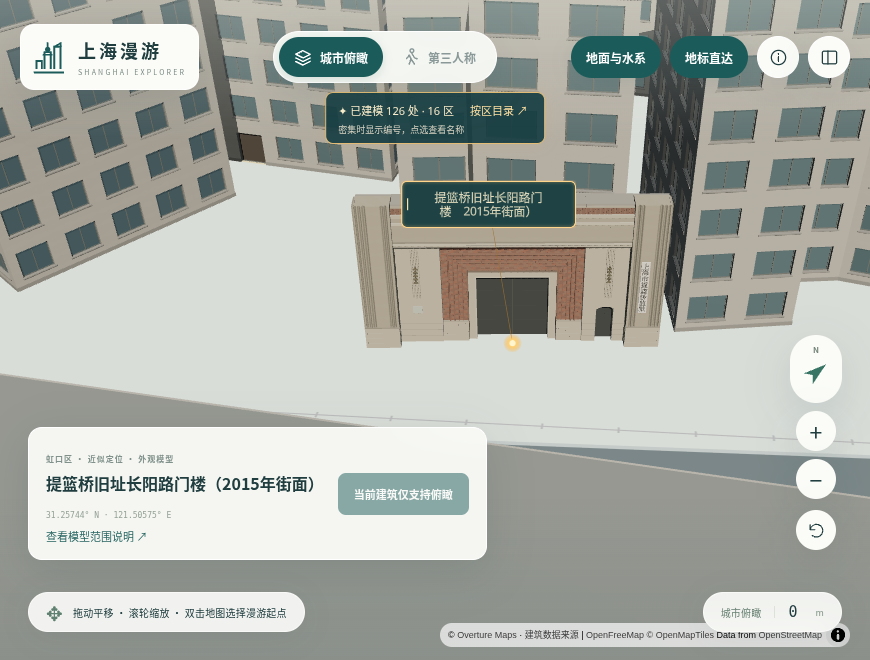 上海漫游
SHANGHAI EXPLORER
城市俯瞰
第三人称
地面与水系
地标直达
✦ 已建模 126 处 · 16 区
按区目录 ↗
密集时显示编号，点选查看名称
提篮桥旧址长阳路门
楼 2015年街面）
N
虹口区 · 近似定位 · 外观模型
提篮桥旧址长阳路门楼（2015年街面）
当前建筑仅支持俯瞰
31.25744° N · 121.50575° E
查看模型范围说明 ↗
拖动平移 · 滚轮缩放 · 双击地图选择漫游起点
城市俯瞰
0 m
© Overture Maps · 建筑数据来源 | OpenFreeMap © OpenMapTiles Data from OpenStreetMap